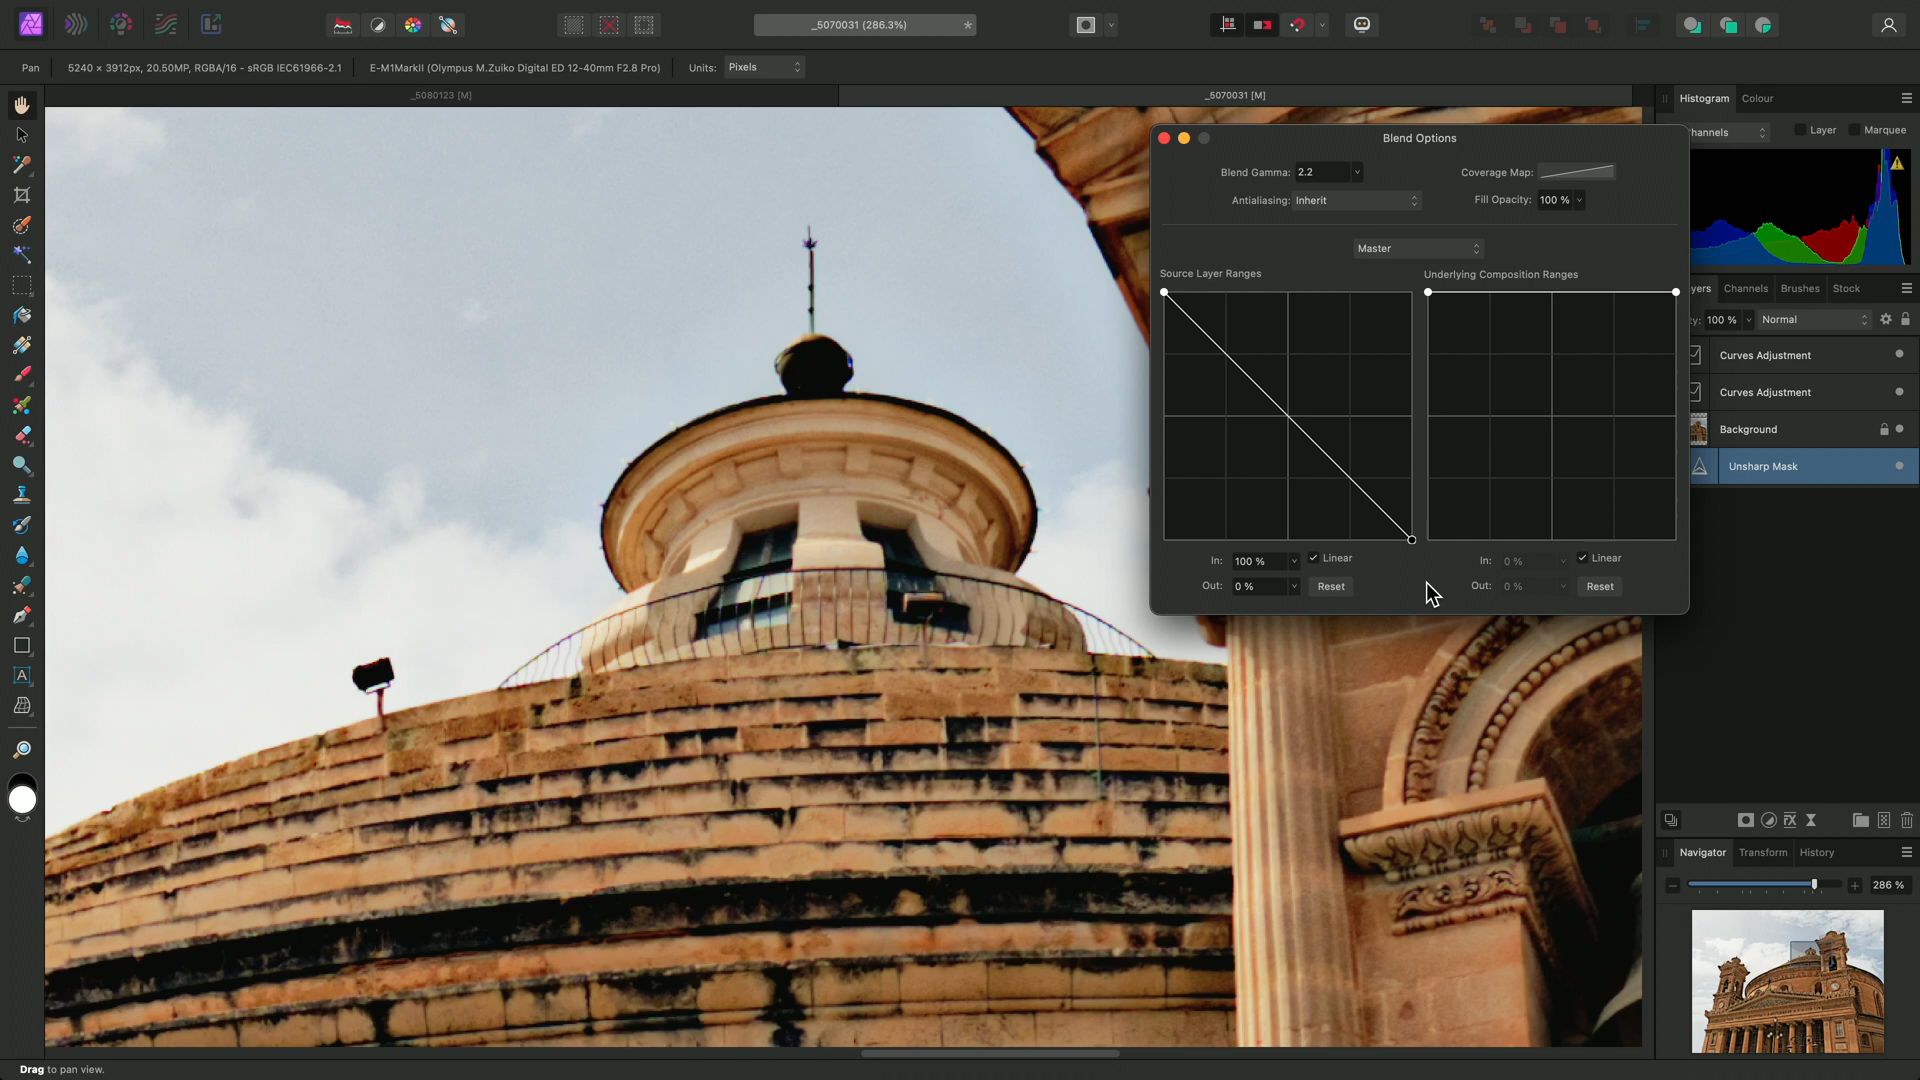 _5070031 (286.3%)
*
Pan
5240 × 3912px, 20.50MP, RGBA/16 - sRGB IEC61966-2.1
E-M1MarkII (Olympus M.Zuiko Digital ED 12-40mm F2.8 Pro)
Units:
Pixels
_5080123 [M]
_5070031 [M]
Histogram
Colour
hannels
Layer
Marquee
Blend Options
Blend Gamma:
2.2
Coverage Map:
Antialiasing:
Inherit
Fill Opacity:
100 %
Master
Source Layer Ranges
Underlying Composition Ranges
In:
100 %
Linear
Out:
0 %
Reset
In:
0 %
Linear
Out:
0 %
Reset
yers
Channels
Brushes
Stock
y:
100 %
Normal
Curves Adjustment
Curves Adjustment
Background
Unsharp Mask
Navigator
Transform
History
286 %
Drag to pan view.